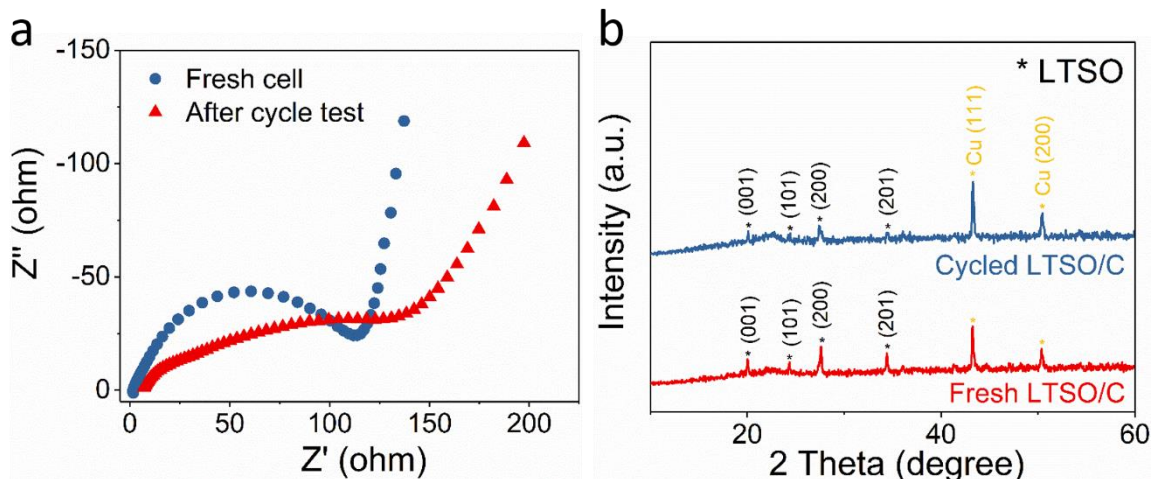 a
-150
-100
-50
0
Z" (ohm)
Fresh cell
After cycle test
0 50 100 150 200
Z' (ohm)
b
* LTSO
Intensity (a.u.)
* (001)
* (101)
* (200)
* (201)
* Cu (111)
* Cu (200)
Cycled LTSO/C
* (001)
* (101)
* (200)
* (201)
*
*
Fresh LTSO/C
20 40 60
2 Theta (degree)